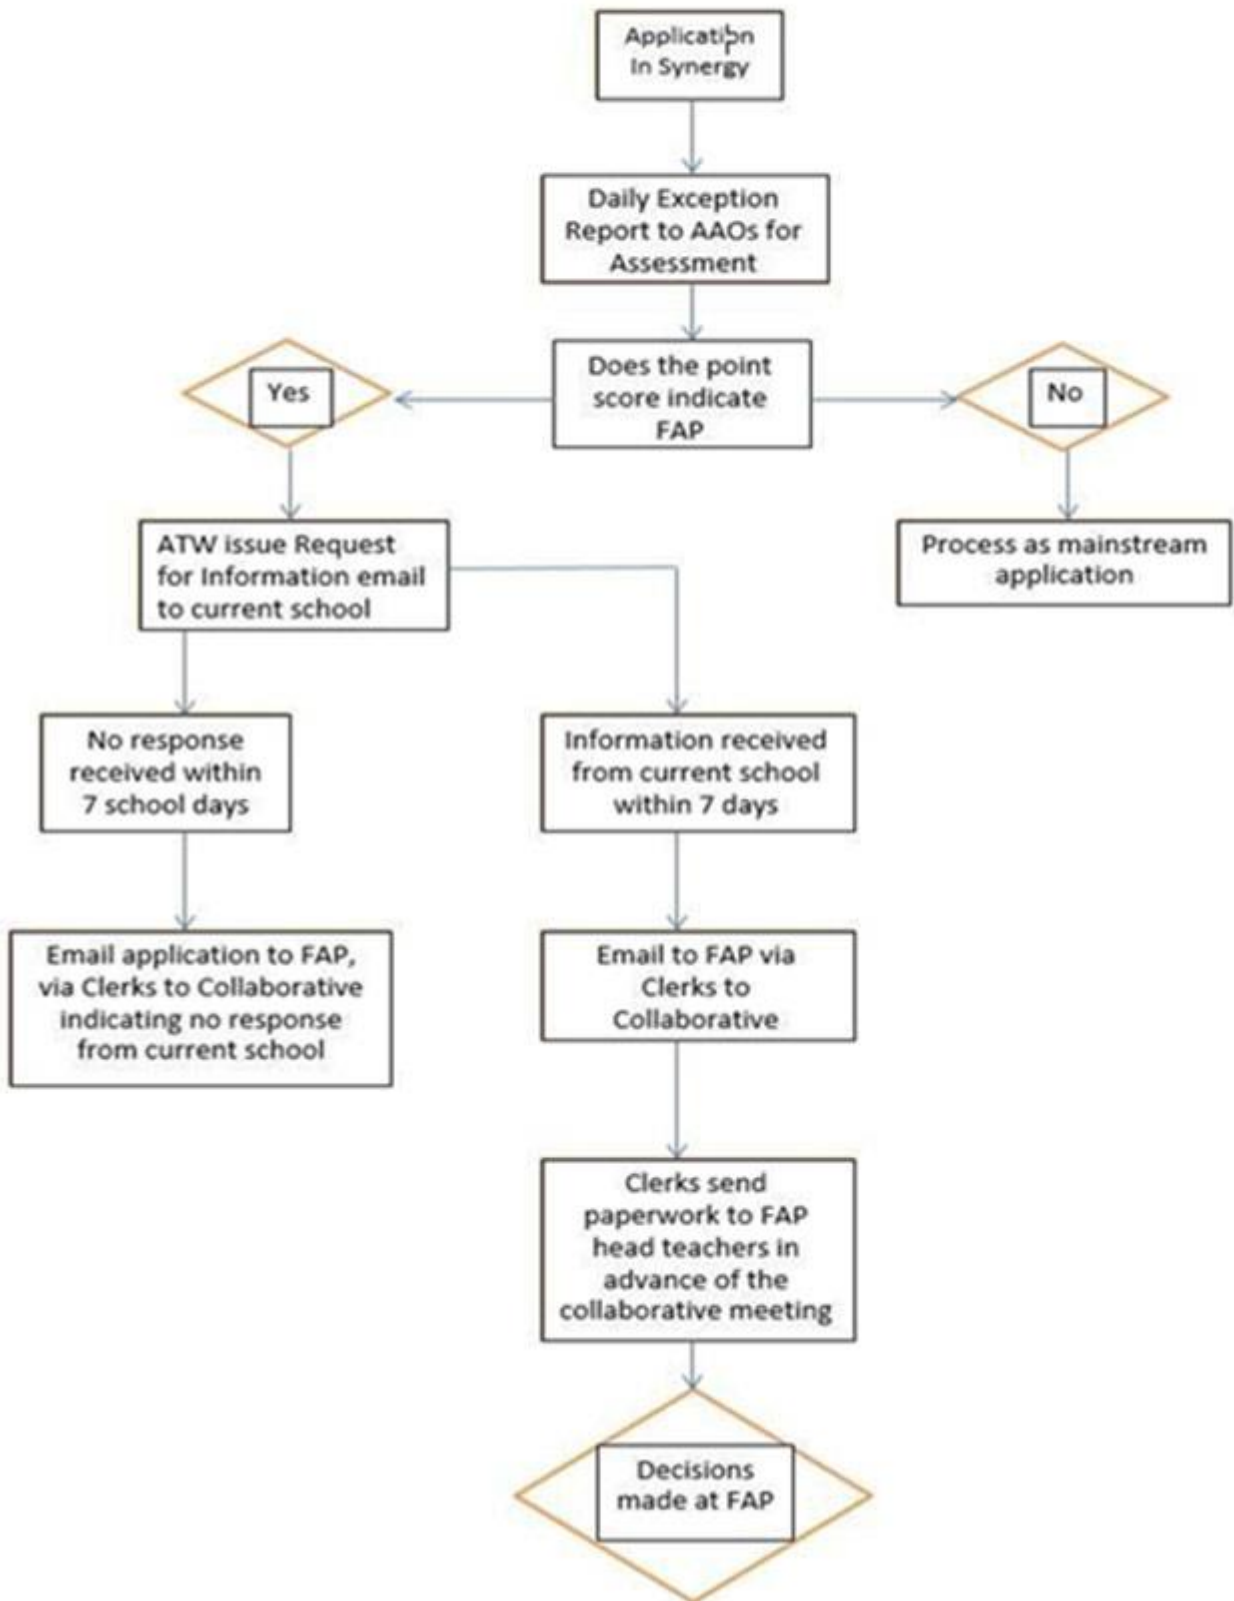 Application
In Synergy
Daily Exception
Report to AAOs for
Assessment
Does the point
score indicate
FAP
Yes
No
ATW issue Request
for Information email
to current school
Process as mainstream
application
No response
received within
7 school days
Information received
from current school
within 7 days
Email application to FAP,
via Clerks to Collaborative
indicating no response
from current school
Email to FAP via
Clerks to
Collaborative
Clerks send
paperwork to FAP
head teachers in
advance of the
collaborative meeting
Decisions
made at FAP